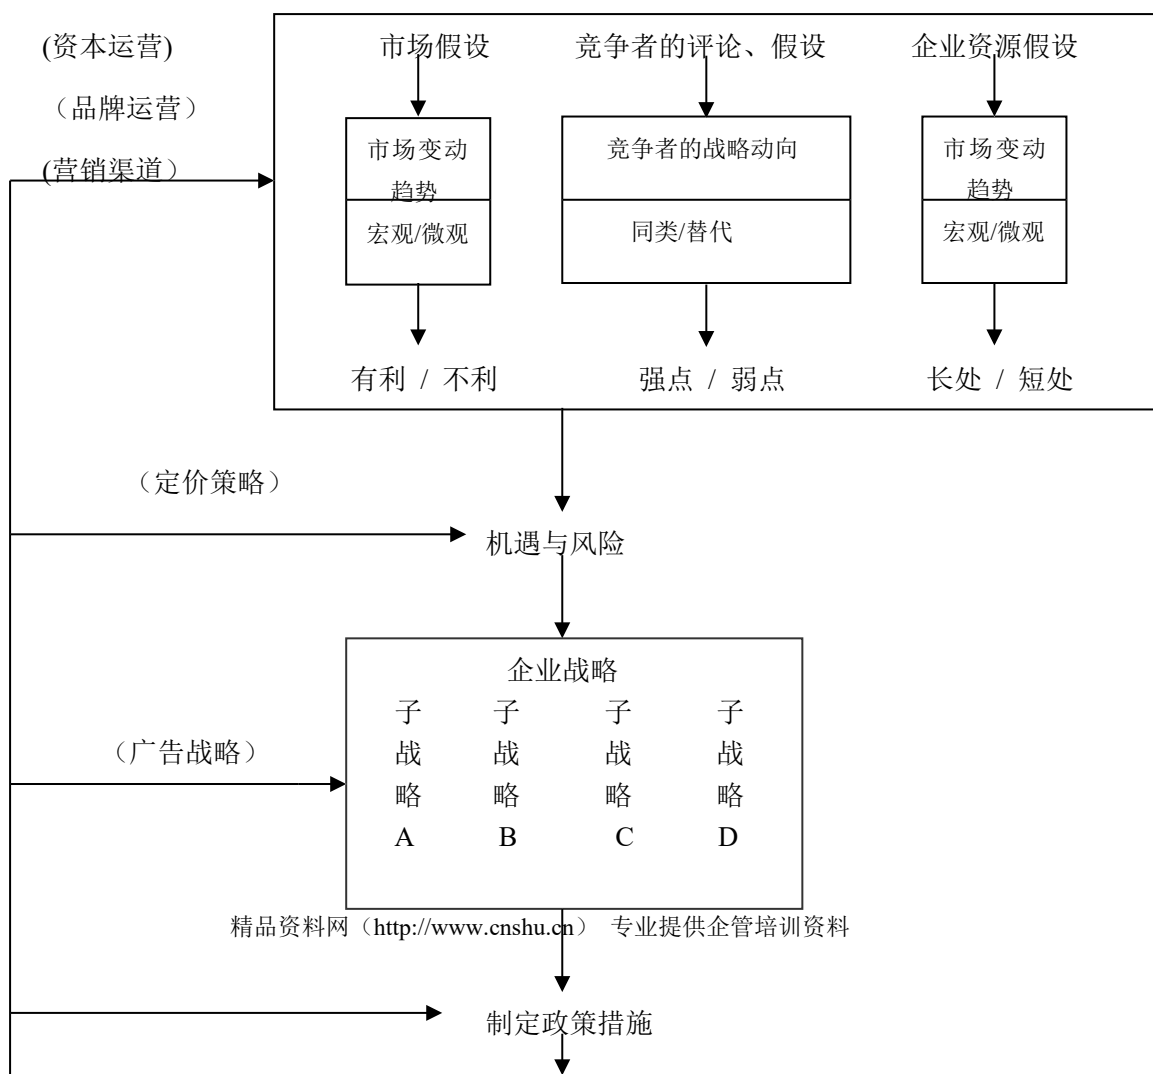 (资本运营) 市场假设 竞争者的评论、假设 企业资源假设
（品牌运营）
(营销渠道）
市场变动
趋势
宏观/微观
竞争者的战略动向
同类/替代
市场变动
趋势
宏观/微观
有利 / 不利 强点 / 弱点 长处 / 短处
（定价策略）
机遇与风险
企业战略
子 子 子 子
战 战 战 战
（广告战略）
略 略 略 略
A B C D
精品资料网（http://www.cnshu.cn） 专业提供企管培训资料
制定政策措施